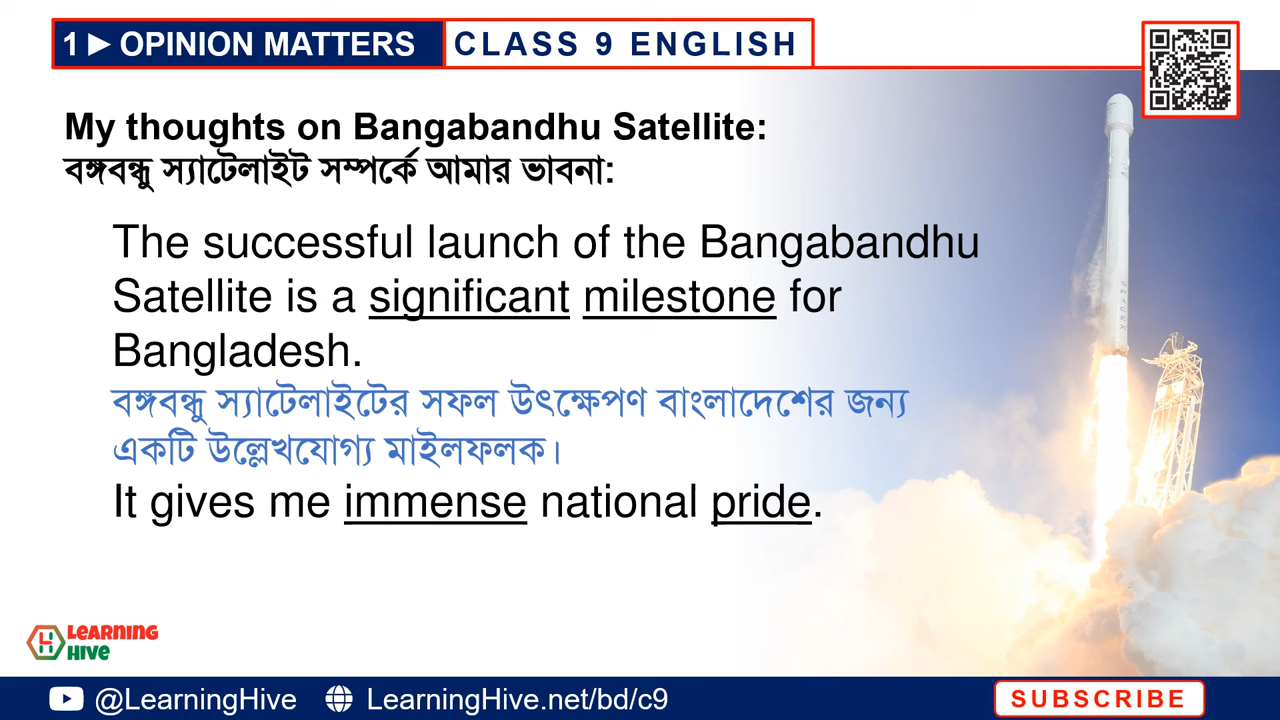 1 ► OPINION MATTERS CLASS 9 ENGLISH
My thoughts on Bangabandhu Satellite:
বঙ্গবন্ধু স্যাটেলাইট সম্পর্কে আমার ভাবনা:
The successful launch of the Bangabandhu
Satellite is a significant milestone for
Bangladesh.
বঙ্গবন্ধু স্যাটেলাইটের সফল উৎক্ষেপণ বাংলাদেশের জন্য
একটি উল্লেখযোগ্য মাইলফলক।
It gives me immense national pride.
LEARNING
HIVE
@LearningHive LearningHive.net/bd/c9 SUBSCRIBE